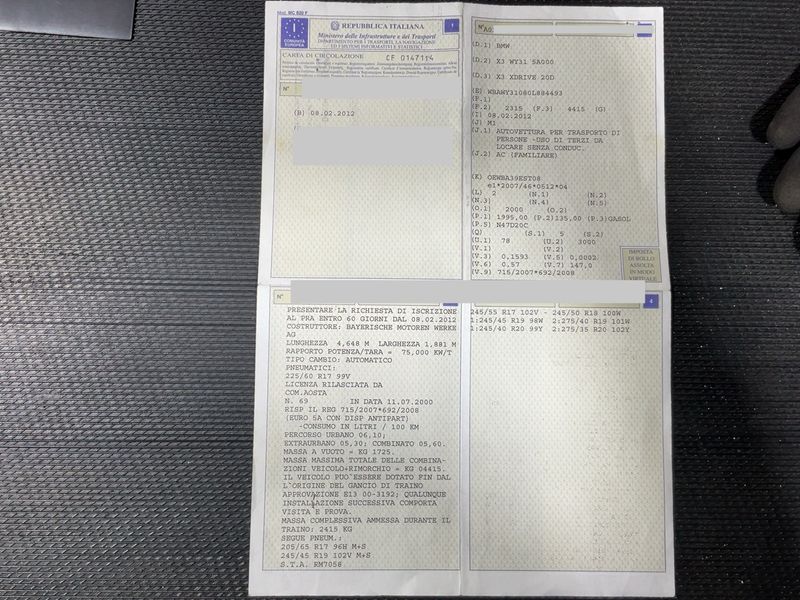 Mod. MC 820 F
COMUNITÀ
EUROPEA
REPUBBLICA ITALIANA
1
Ministero delle Infrastrutture e dei Trasporti
DIPARTIMENTO PER I TRASPORTI, LA NAVIGAZIONE
ED I SISTEMI INFORMATIVI E STATISTICI
CARTA DI CIRCOLAZIONE
CF 0147114
N°
(B) 08.02.2012
N°
(D.1) BMW
(D.2) X3 WY31 5A000
(D.3) X3 XDRIVE 20D
(E) WBAWY31080L884493
(F.1)
(F.2) 2315 (F.3) 4415 (G)
(I) 08.02.2012
(J) M1
(J.1) AUTOVETTURA PER TRASPORTO DI
PERSONE -USO DI TERZI DA
LOCARE SENZA CONDUC.
(J.2) AC (FAMILIARE)
(K) OEWBA39EST08
e1*2007/46*0512*04
(L) 2 (N.1) (N.2)
(N.3) (N.4) (N.5)
(O.1) 2000 (O.2)
(P.1) 1995,00 (P.2)135,00 (P.3)GASOL
(P.5) N47D20C
(Q) (S.1) 5 (S.2)
(U.1) 78 (U.2) 3000
(V.1) (V.2)
(V.3) 0,1593 (V.5) 0,0002
(V.6) 0,57 (V.7) 147,0
(V.9) 715/2007*692/2008
IMPOSTA
DI BOLLO
ASSOLTA
IN MODO
VIRTUALE
N°
PRESENTARE LA RICHIESTA DI ISCRIZIONE
AL PRA ENTRO 60 GIORNI DAL 08.02.2012
COSTRUTTORE: BAYERISCHE MOTOREN WERKE
AG
LUNGHEZZA 4,648 M LARGHEZZA 1,881 M
RAPPORTO POTENZA/TARA = 75,000 KW/T
TIPO CAMBIO: AUTOMATICO
PNEUMATICI:
225/60 R17 99V
LICENZA RILASCIATA DA
COM.AOSTA
N. 69 IN DATA 11.07.2000
RISP IL REG 715/2007*692/2008
(EURO 5A CON DISP ANTIPART)
-CONSUMO IN LITRI / 100 KM
PERCORSO URBANO 06,10;
EXTRAURBANO 05,30; COMBINATO 05,60.
MASSA A VUOTO = KG 1725.
MASSA MASSIMA TOTALE DELLE COMBINA-
ZIONI VEICOLO+RIMORCHIO = KG 04415.
IL VEICOLO PUO'ESSERE DOTATO FIN DAL
L'ORIGINE DEL GANCIO DI TRAINO
APPROVAZIONE E13 00-3192; QUALUNQUE
INSTALLAZIONE SUCCESSIVA COMPORTA
VISITA E PROVA.
MASSA COMPLESSIVA AMMESSA DURANTE IL
TRAINO: 2415 KG
SEGUE PNEUM.:
205/65 R17 96H M+S
245/45 R19 102V M+S
S.T.A. RM7058
4
245/55 R17 102V - 245/50 R18 100W
1:245/45 R19 98W 2:275/40 R19 101W
1:245/40 R20 99Y 2:275/35 R20 102Y